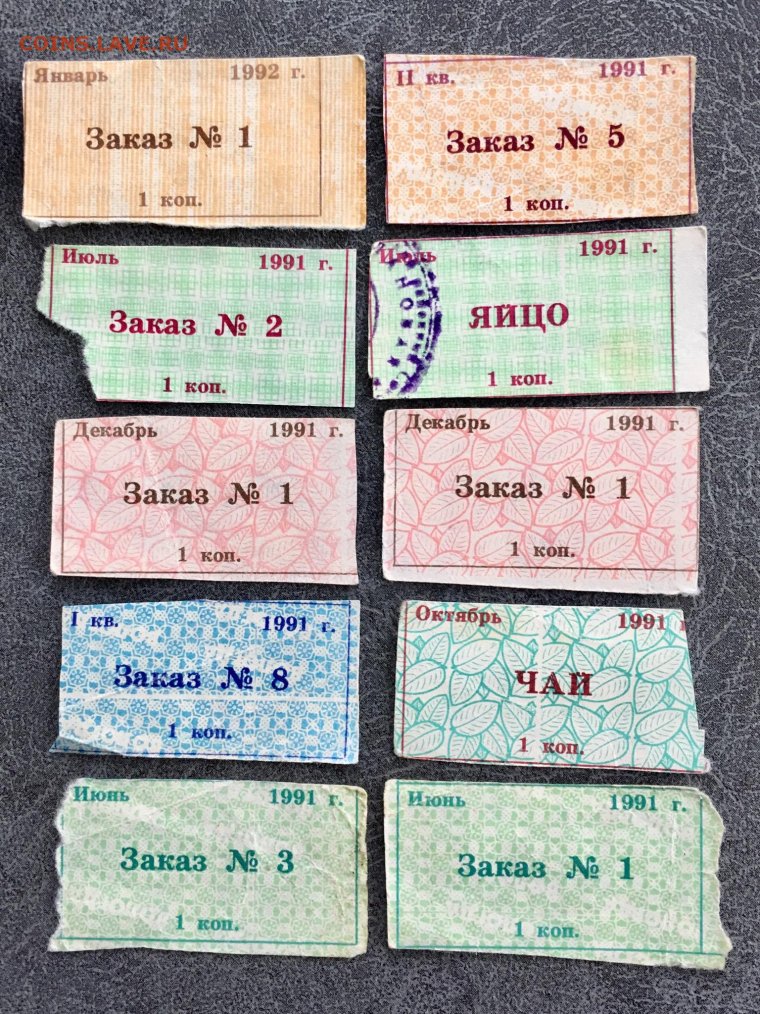 COINS.LAVE.RU
Январь 1992 г.
Заказ № 1
1 коп.
II кв. 1991 г.
Заказ № 5
1 коп.
Июль 1991 г.
Заказ № 2
1 коп.
Июль 1991 г.
ЯЙЦО
1 коп.
Декабрь 1991 г.
Заказ № 1
1 коп.
Декабрь 1991 г.
Заказ № 1
1 коп.
I кв. 1991 г.
Заказ № 8
1 коп.
Октябрь 1991
ЧАЙ
1 коп.
Июнь 1991 г.
Заказ № 3
1 коп.
Июнь 1991 г.
Заказ № 1
1 коп.